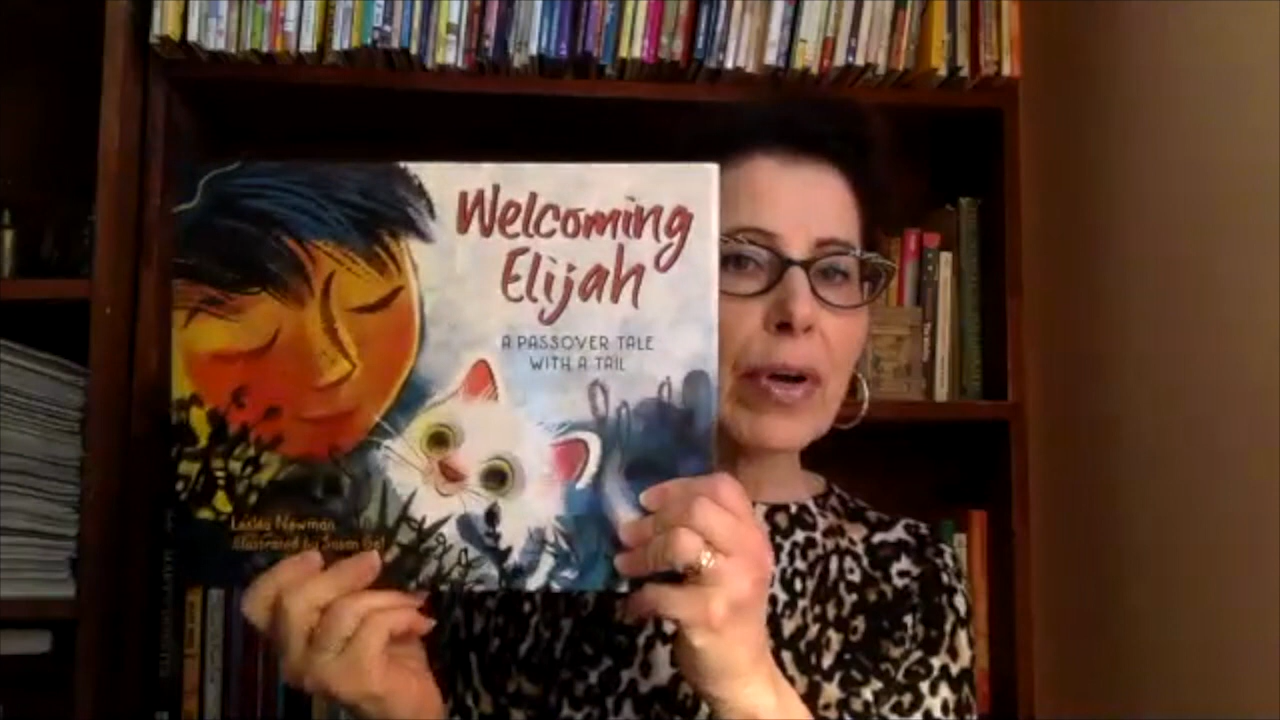 Welcoming
Elijah
A PASSOVER TALE
WITH A TAIL
Lesléa Newman
Illustrated by Susan Gal